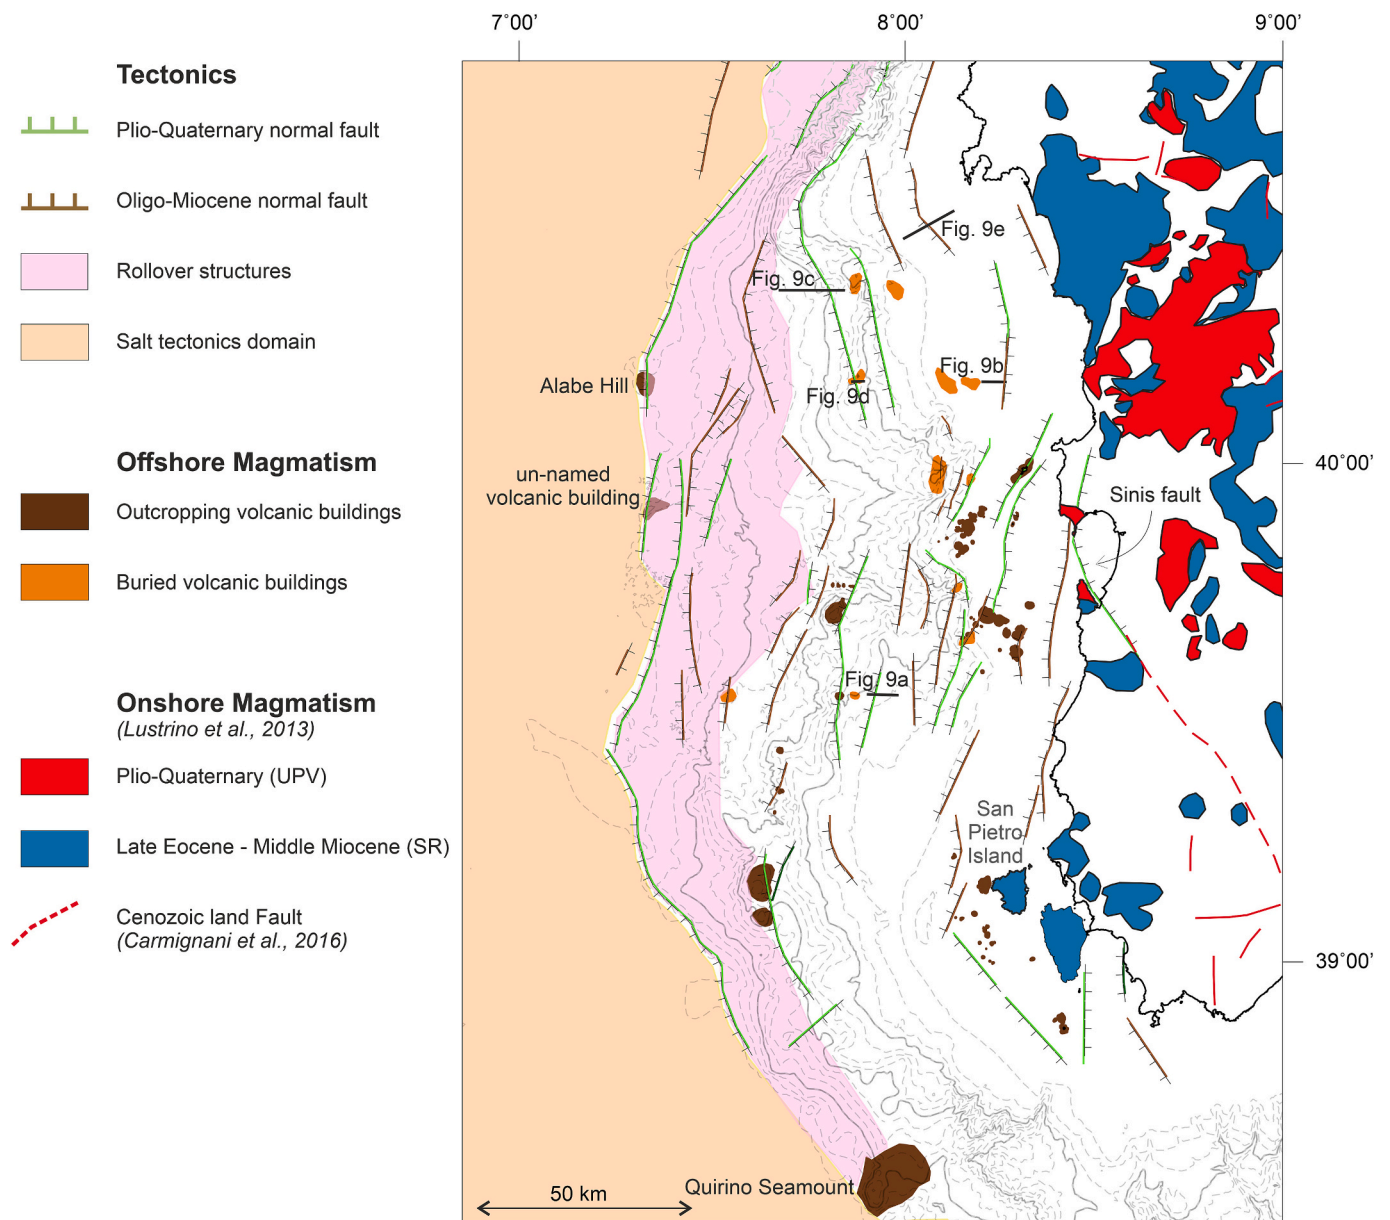 7°00’
8°00’
9°00’
Tectonics
Plio-Quaternary normal fault
Oligo-Miocene normal fault
Rollover structures
Salt tectonics domain
Offshore Magmatism
Outcropping volcanic buildings
Buried volcanic buildings
Onshore Magmatism
(Lustrino et al., 2013)
Plio-Quaternary (UPV)
Late Eocene - Middle Miocene (SR)
Cenozoic land Fault
(Carmignani et al., 2016)
Fig. 9e
Fig. 9c
Fig. 9b
Alabe Hill
Fig. 9d
40°00’
un-named
volcanic building
Sinis fault
Fig. 9a
San
Pietro
Island
39°00’
Quirino Seamount
50 km